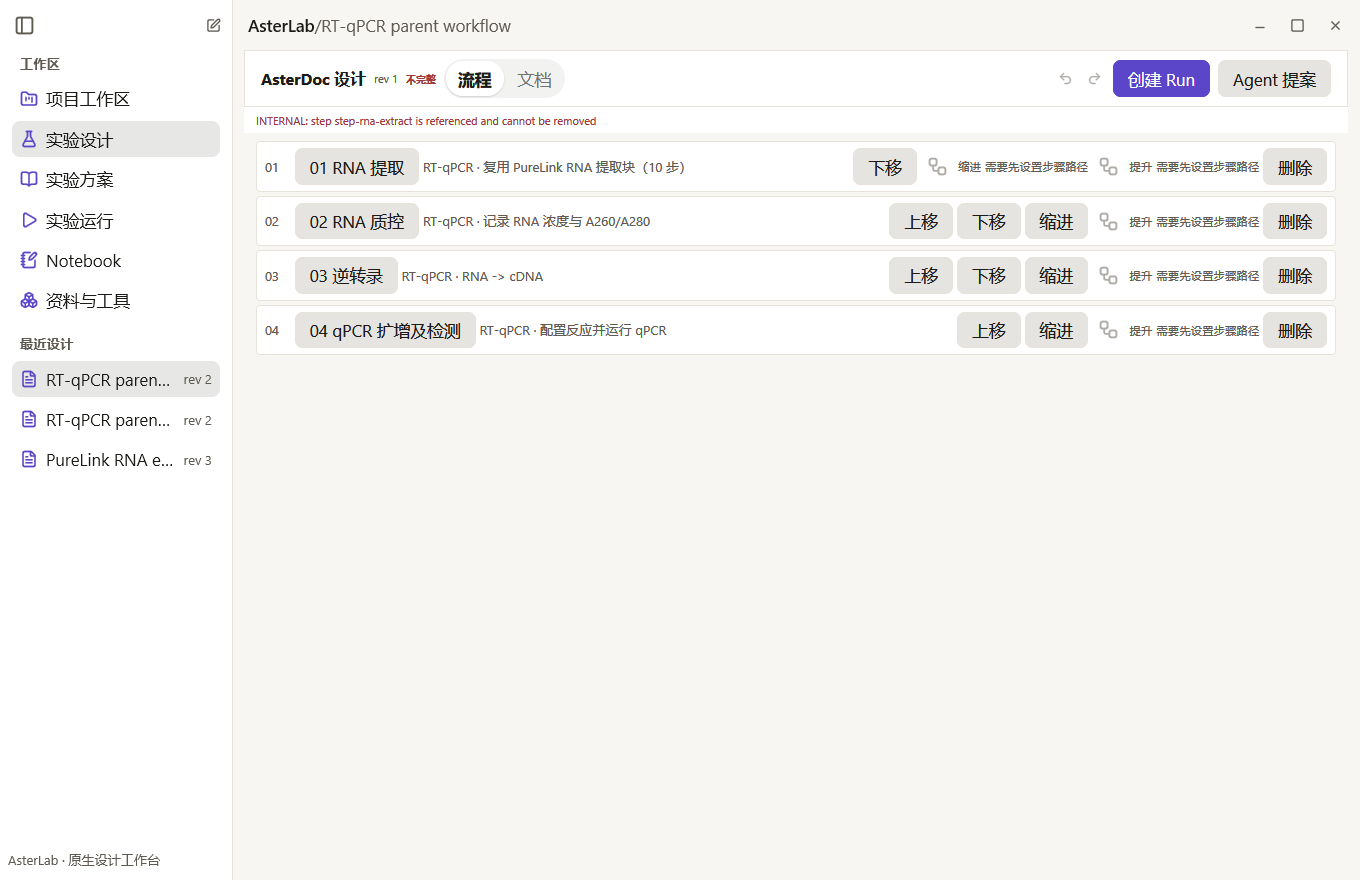 AsterLab/RT-qPCR parent workflow
工作区
项目工作区
实验设计
实验方案
实验运行
Notebook
资料与工具
最近设计
RT-qPCR paren... rev 2
RT-qPCR paren... rev 2
PureLink RNA e... rev 3
AsterLab · 原生设计工作台
AsterDoc 设计 rev 1 不完整 流程 文档 创建 Run Agent 提案
INTERNAL: step step-rna-extract is referenced and cannot be removed
01 01 RNA 提取 RT-qPCR · 复用 PureLink RNA 提取块（10 步） 下移 缩进 需要先设置步骤路径 提升 需要先设置步骤路径 删除
02 02 RNA 质控 RT-qPCR · 记录 RNA 浓度与 A260/A280 上移 下移 缩进 提升 需要先设置步骤路径 删除
03 03 逆转录 RT-qPCR · RNA -> cDNA 上移 下移 缩进 提升 需要先设置步骤路径 删除
04 04 qPCR 扩增及检测 RT-qPCR · 配置反应并运行 qPCR 上移 缩进 提升 需要先设置步骤路径 删除